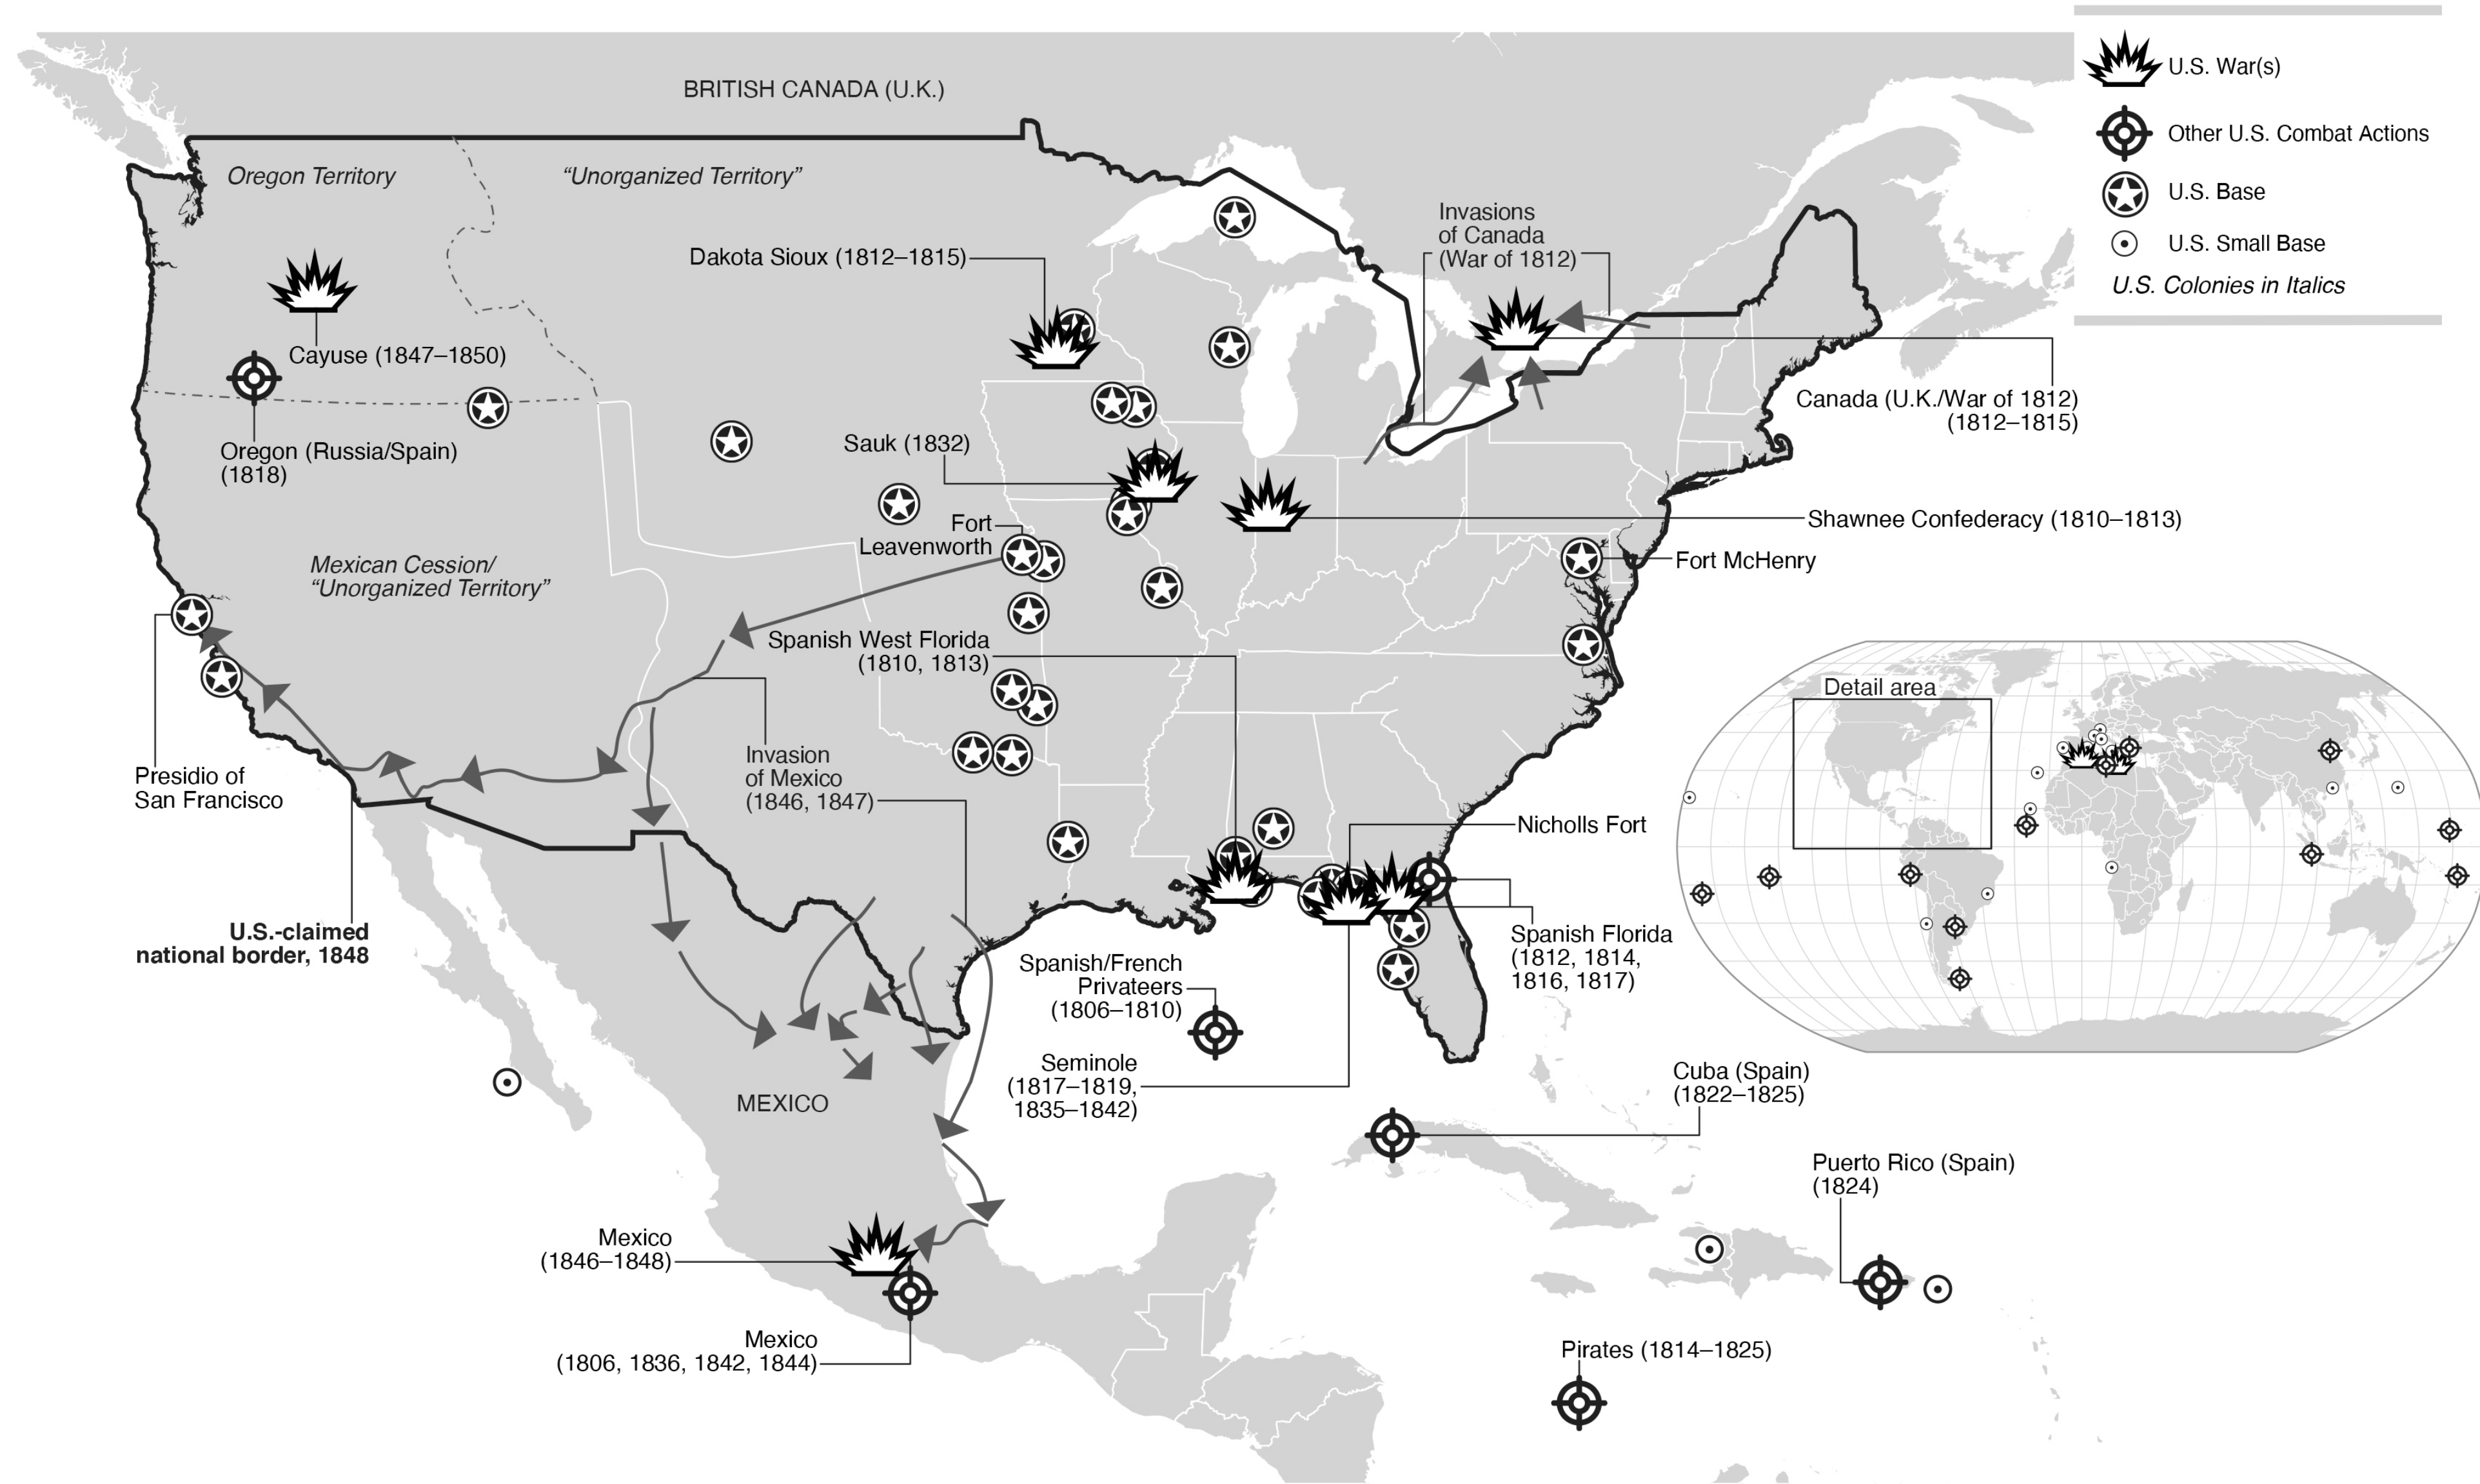 U.S. War(s)
Other U.S. Combat Actions
U.S. Base
U.S. Small Base
U.S. Colonies in Italics
BRITISH CANADA (U.K.)
Oregon Territory
“Unorganized Territory”
Invasions
of Canada
(War of 1812)
Dakota Sioux (1812–1815)
Cayuse (1847–1850)
Canada (U.K./War of 1812)
(1812–1815)
Oregon (Russia/Spain)
(1818)
Sauk (1832)
Fort
Leavenworth
Shawnee Confederacy (1810–1813)
Fort McHenry
Mexican Cession/
“Unorganized Territory”
Spanish West Florida
(1810, 1813)
Detail area
Invasion
of Mexico
(1846, 1847)
Presidio of
San Francisco
Nicholls Fort
U.S.-claimed
national border, 1848
Spanish Florida
(1812, 1814,
1816, 1817)
Spanish/French
Privateers
(1806–1810)
Seminole
(1817–1819,
1835–1842)
MEXICO
Cuba (Spain)
(1822–1825)
Puerto Rico (Spain)
(1824)
Mexico
(1846–1848)
Mexico
(1806, 1836, 1842, 1844)
Pirates (1814–1825)